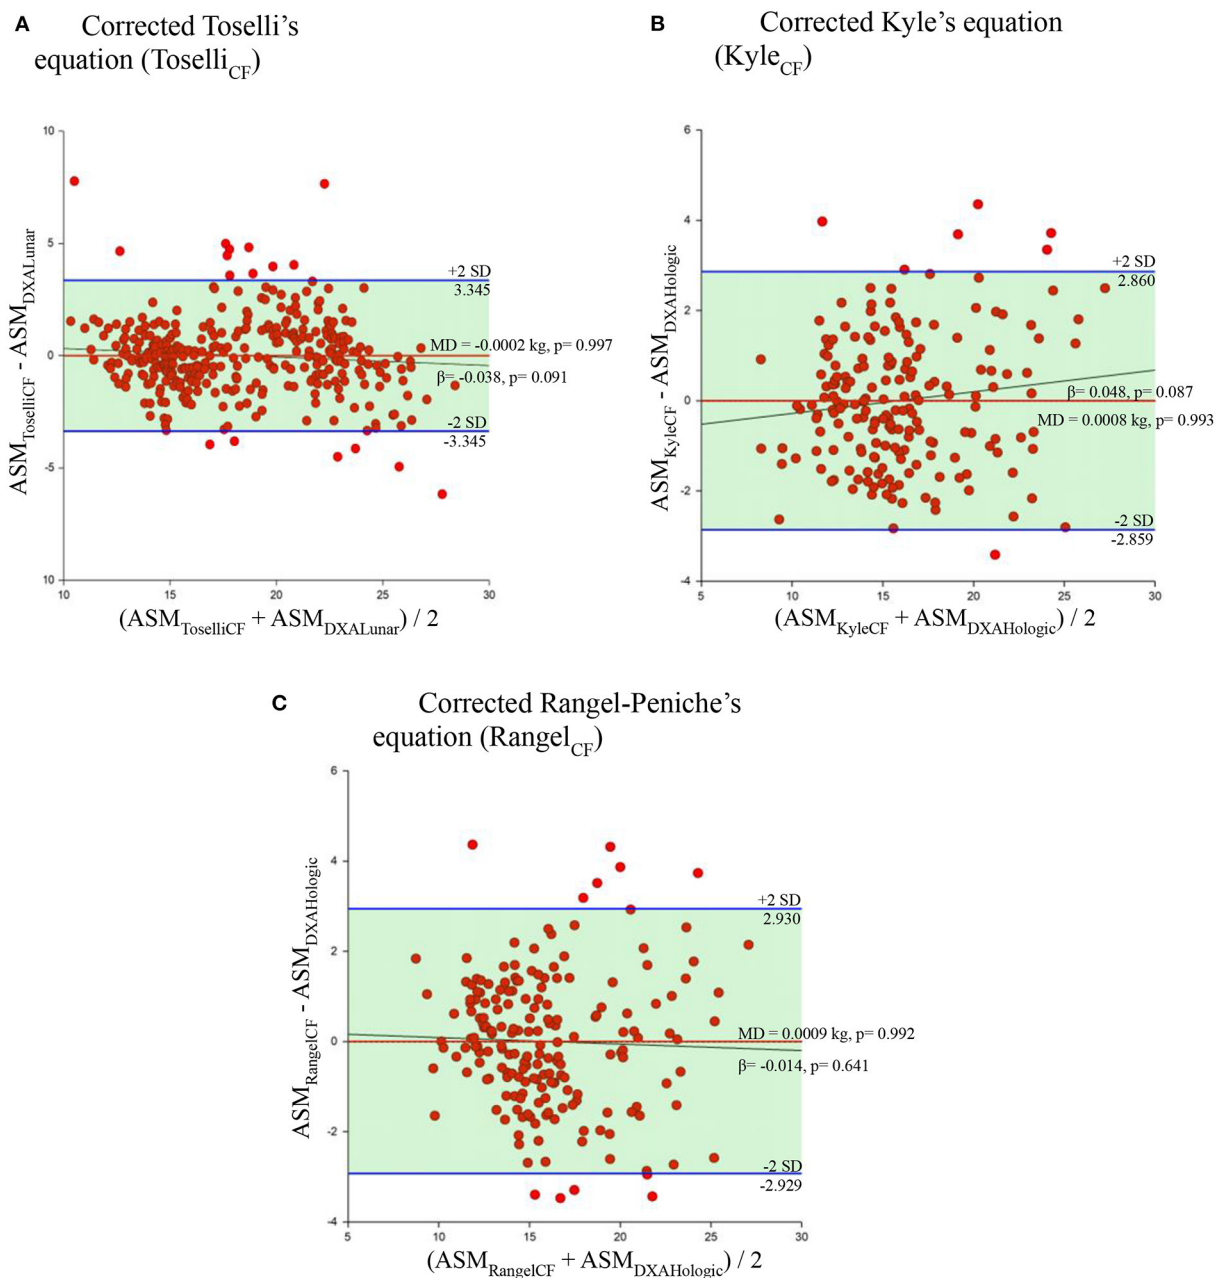 A
Corrected Toselli’s
equation (Toselli_CF)
10
5
0
-5
10
10
15
20
25
30
+2 SD
3.345
MD = -0.0002 kg, p= 0.997
β= -0.038, p= 0.091
-2 SD
-3.345
ASM_ToselliCF - ASM_DXALunar
(ASM_ToselliCF + ASM_DXALunar) / 2
B
Corrected Kyle’s equation
(Kyle_CF)
6
4
2
0
-2
-4
5
10
15
20
25
30
+2 SD
2.860
β= 0.048, p= 0.087
MD = 0.0008 kg, p= 0.993
-2 SD
-2.859
ASM_KyleCF - ASM_DXAHologic
(ASM_KyleCF + ASM_DXAHologic) / 2
C
Corrected Rangel-Peniche’s
equation (Rangel_CF)
6
4
2
0
-2
-4
5
10
15
20
25
30
+2 SD
2.930
MD = 0.0009 kg, p= 0.992
β= -0.014, p= 0.641
-2 SD
-2.929
ASM_RangelCF - ASM_DXAHologic
(ASM_RangelCF + ASM_DXAHologic) / 2